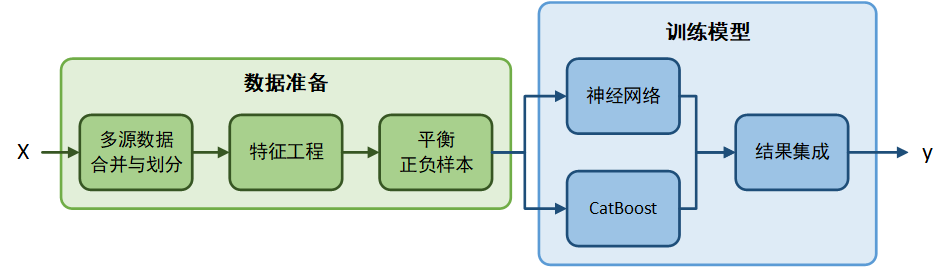 训练模型
数据准备
X
多源数据
合并与划分
特征工程
平衡
正负样本
神经网络
CatBoost
结果集成
y